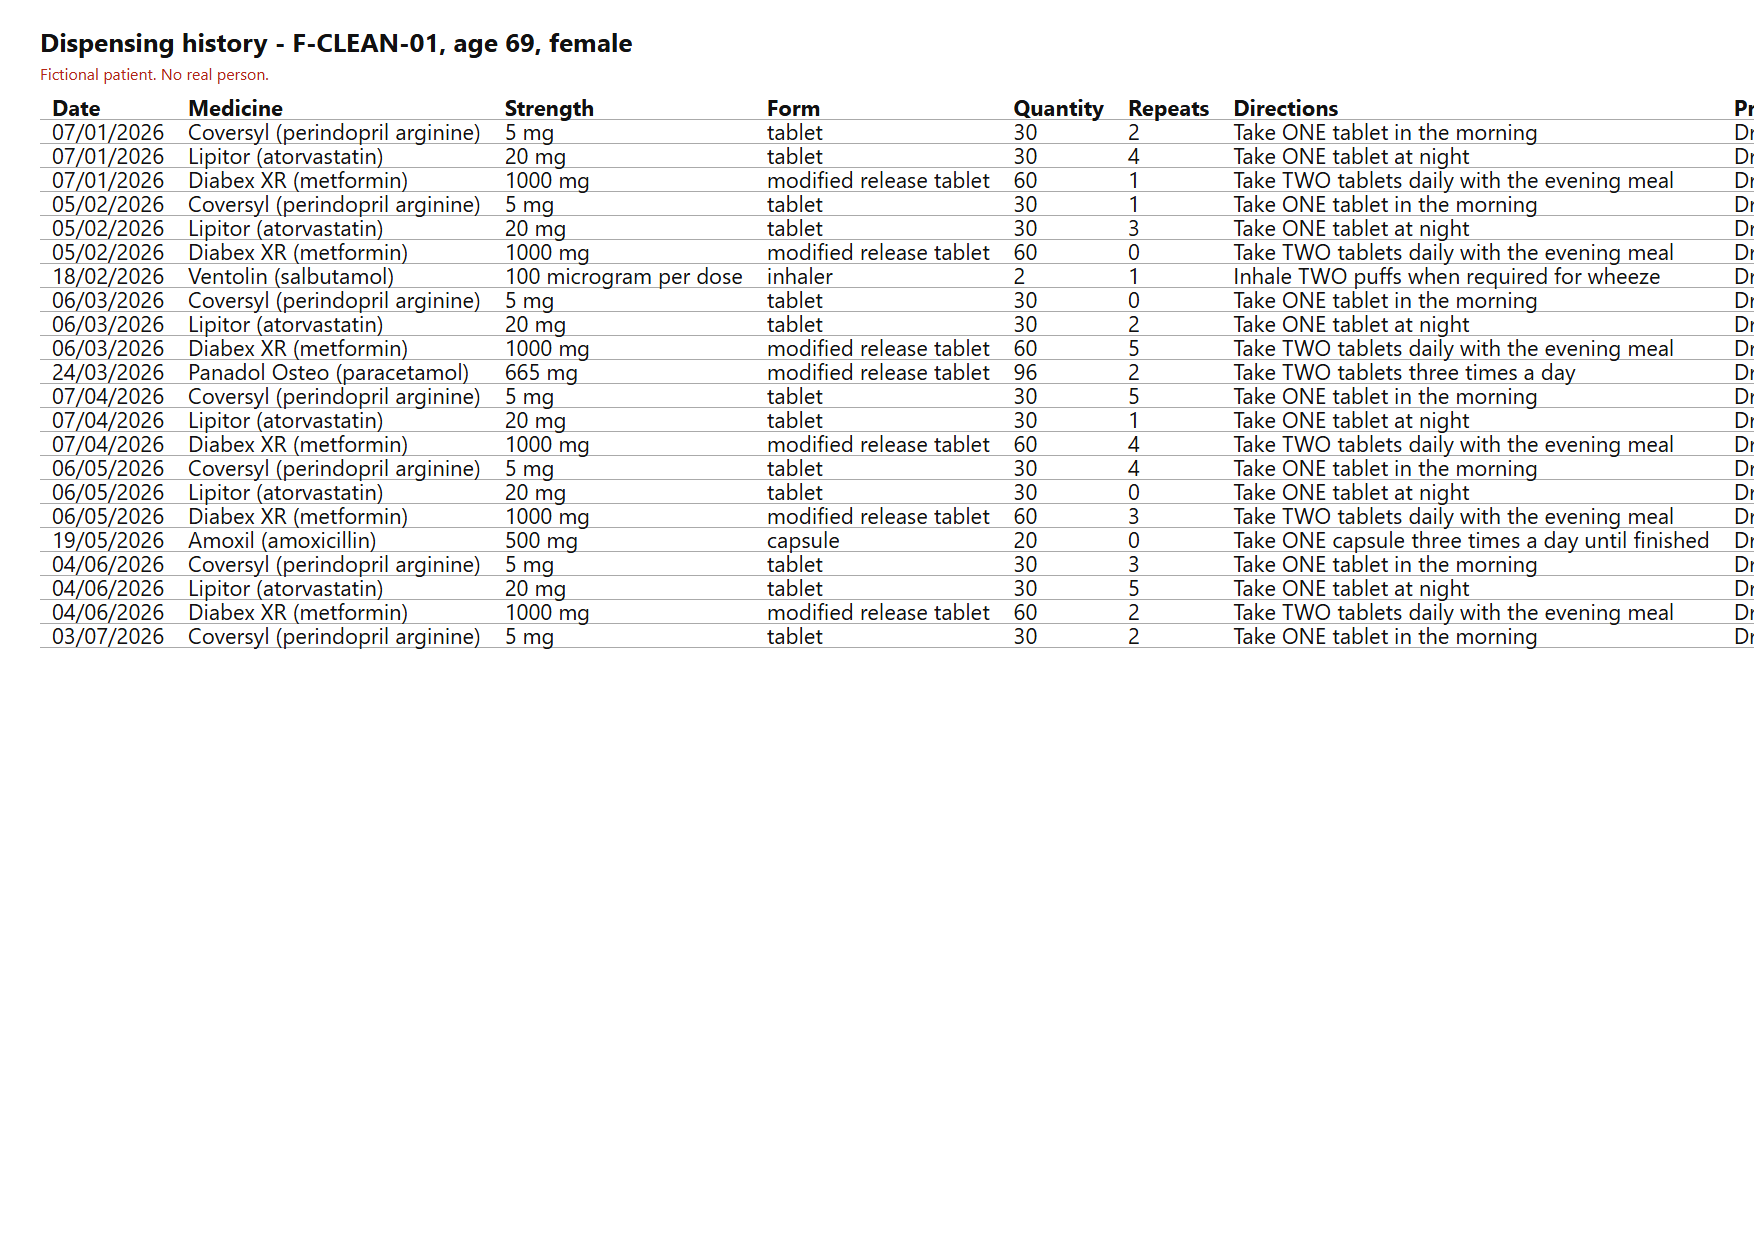 Dispensing history - F-CLEAN-01, age 69, female
Fictional patient. No real person.
Date Medicine Strength Form Quantity Repeats Directions
07/01/2026 Coversyl (perindopril arginine) 5 mg tablet 30 2 Take ONE tablet in the morning
07/01/2026 Lipitor (atorvastatin) 20 mg tablet 30 4 Take ONE tablet at night
07/01/2026 Diabex XR (metformin) 1000 mg modified release tablet 60 1 Take TWO tablets daily with the evening meal
05/02/2026 Coversyl (perindopril arginine) 5 mg tablet 30 1 Take ONE tablet in the morning
05/02/2026 Lipitor (atorvastatin) 20 mg tablet 30 3 Take ONE tablet at night
05/02/2026 Diabex XR (metformin) 1000 mg modified release tablet 60 0 Take TWO tablets daily with the evening meal
18/02/2026 Ventolin (salbutamol) 100 microgram per dose inhaler 2 1 Inhale TWO puffs when required for wheeze
06/03/2026 Coversyl (perindopril arginine) 5 mg tablet 30 0 Take ONE tablet in the morning
06/03/2026 Lipitor (atorvastatin) 20 mg tablet 30 2 Take ONE tablet at night
06/03/2026 Diabex XR (metformin) 1000 mg modified release tablet 60 5 Take TWO tablets daily with the evening meal
24/03/2026 Panadol Osteo (paracetamol) 665 mg modified release tablet 96 2 Take TWO tablets three times a day
07/04/2026 Coversyl (perindopril arginine) 5 mg tablet 30 5 Take ONE tablet in the morning
07/04/2026 Lipitor (atorvastatin) 20 mg tablet 30 1 Take ONE tablet at night
07/04/2026 Diabex XR (metformin) 1000 mg modified release tablet 60 4 Take TWO tablets daily with the evening meal
06/05/2026 Coversyl (perindopril arginine) 5 mg tablet 30 4 Take ONE tablet in the morning
06/05/2026 Lipitor (atorvastatin) 20 mg tablet 30 0 Take ONE tablet at night
06/05/2026 Diabex XR (metformin) 1000 mg modified release tablet 60 3 Take TWO tablets daily with the evening meal
19/05/2026 Amoxil (amoxicillin) 500 mg capsule 20 0 Take ONE capsule three times a day until finished
04/06/2026 Coversyl (perindopril arginine) 5 mg tablet 30 3 Take ONE tablet in the morning
04/06/2026 Lipitor (atorvastatin) 20 mg tablet 30 5 Take ONE tablet at night
04/06/2026 Diabex XR (metformin) 1000 mg modified release tablet 60 2 Take TWO tablets daily with the evening meal
03/07/2026 Coversyl (perindopril arginine) 5 mg tablet 30 2 Take ONE tablet in the morning